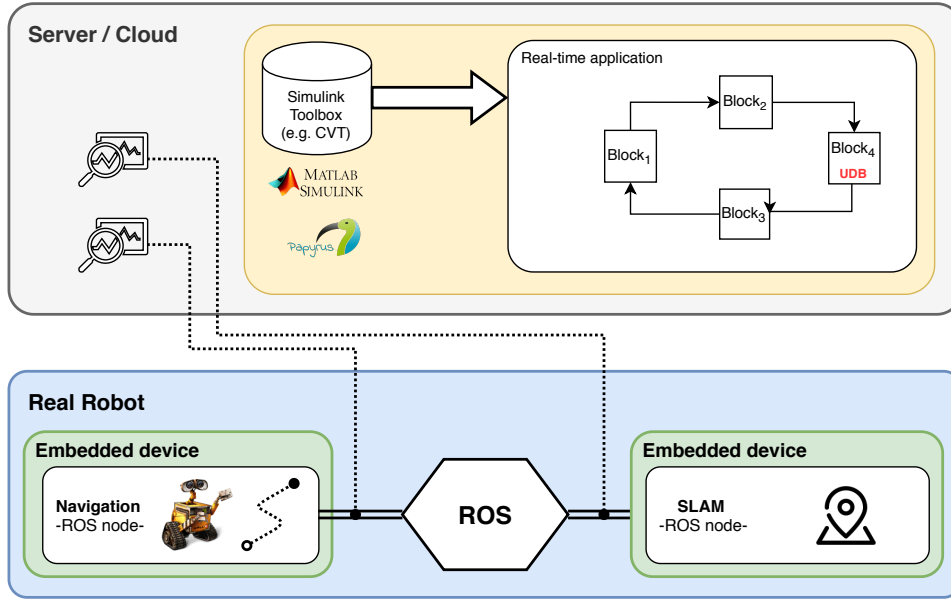 Server / Cloud
Simulink
Toolbox
(e.g. CVT)
MATLAB
SIMULINK
Papyrus
Real-time application
Block1
Block2
Block4
UDB
Block3
Real Robot
Embedded device
Navigation
-ROS node-
ROS
Embedded device
SLAM
-ROS node-